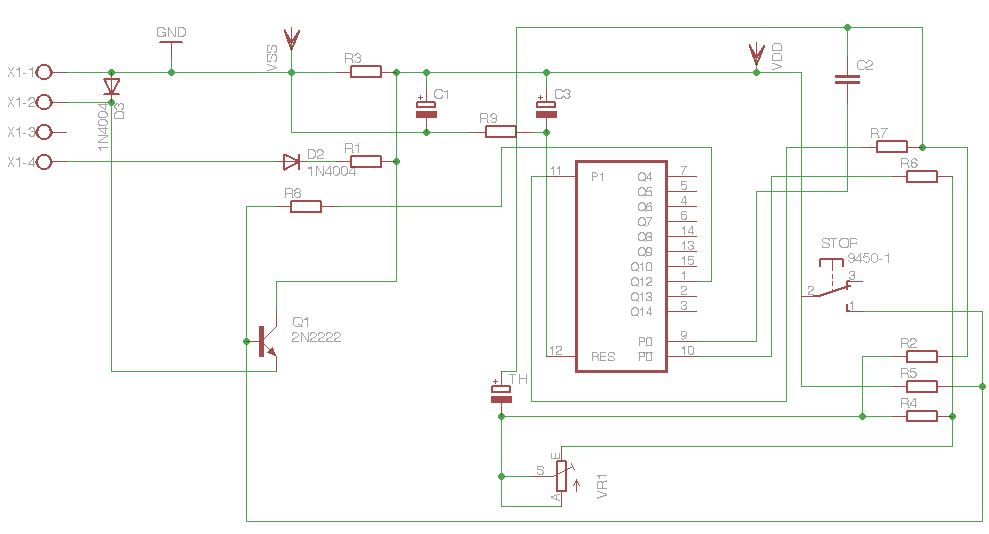 GND
VSS
VDD
X1-1
X1-2
X1-3
X1-4
R3
C1
C3
C2
1N4004
D3
R9
D2
1N4004
R1
R7
R6
R8
11
P1
Q4
7
Q5
5
Q6
4
Q7
6
Q8
14
Q9
13
Q10
15
Q12
1
Q13
2
Q14
3
P0
9
12
RES
P0
10
STOP
9450-1
3
2
1
Q1
2N2222
TH
R2
R5
R4
E
S
A
VR1